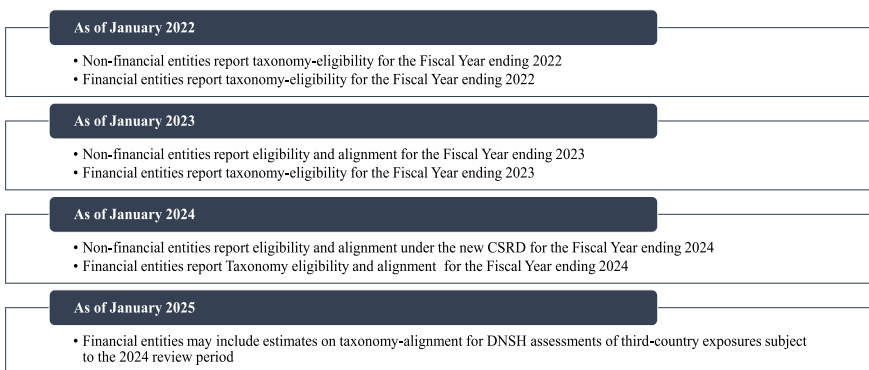 As of January 2022
• Non-financial entities report taxonomy-eligibility for the Fiscal Year ending 2022
• Financial entities report taxonomy-eligibility for the Fiscal Year ending 2022
As of January 2023
• Non-financial entities report eligibility and alignment for the Fiscal Year ending 2023
• Financial entities report taxonomy-eligibility for the Fiscal Year ending 2023
As of January 2024
• Non-financial entities report eligibility and alignment under the new CSRD for the Fiscal Year ending 2024
• Financial entities report Taxonomy eligibility and alignment for the Fiscal Year ending 2024
As of January 2025
• Financial entities may include estimates on taxonomy-alignment for DNSH assessments of third-country exposures subject
to the 2024 review period